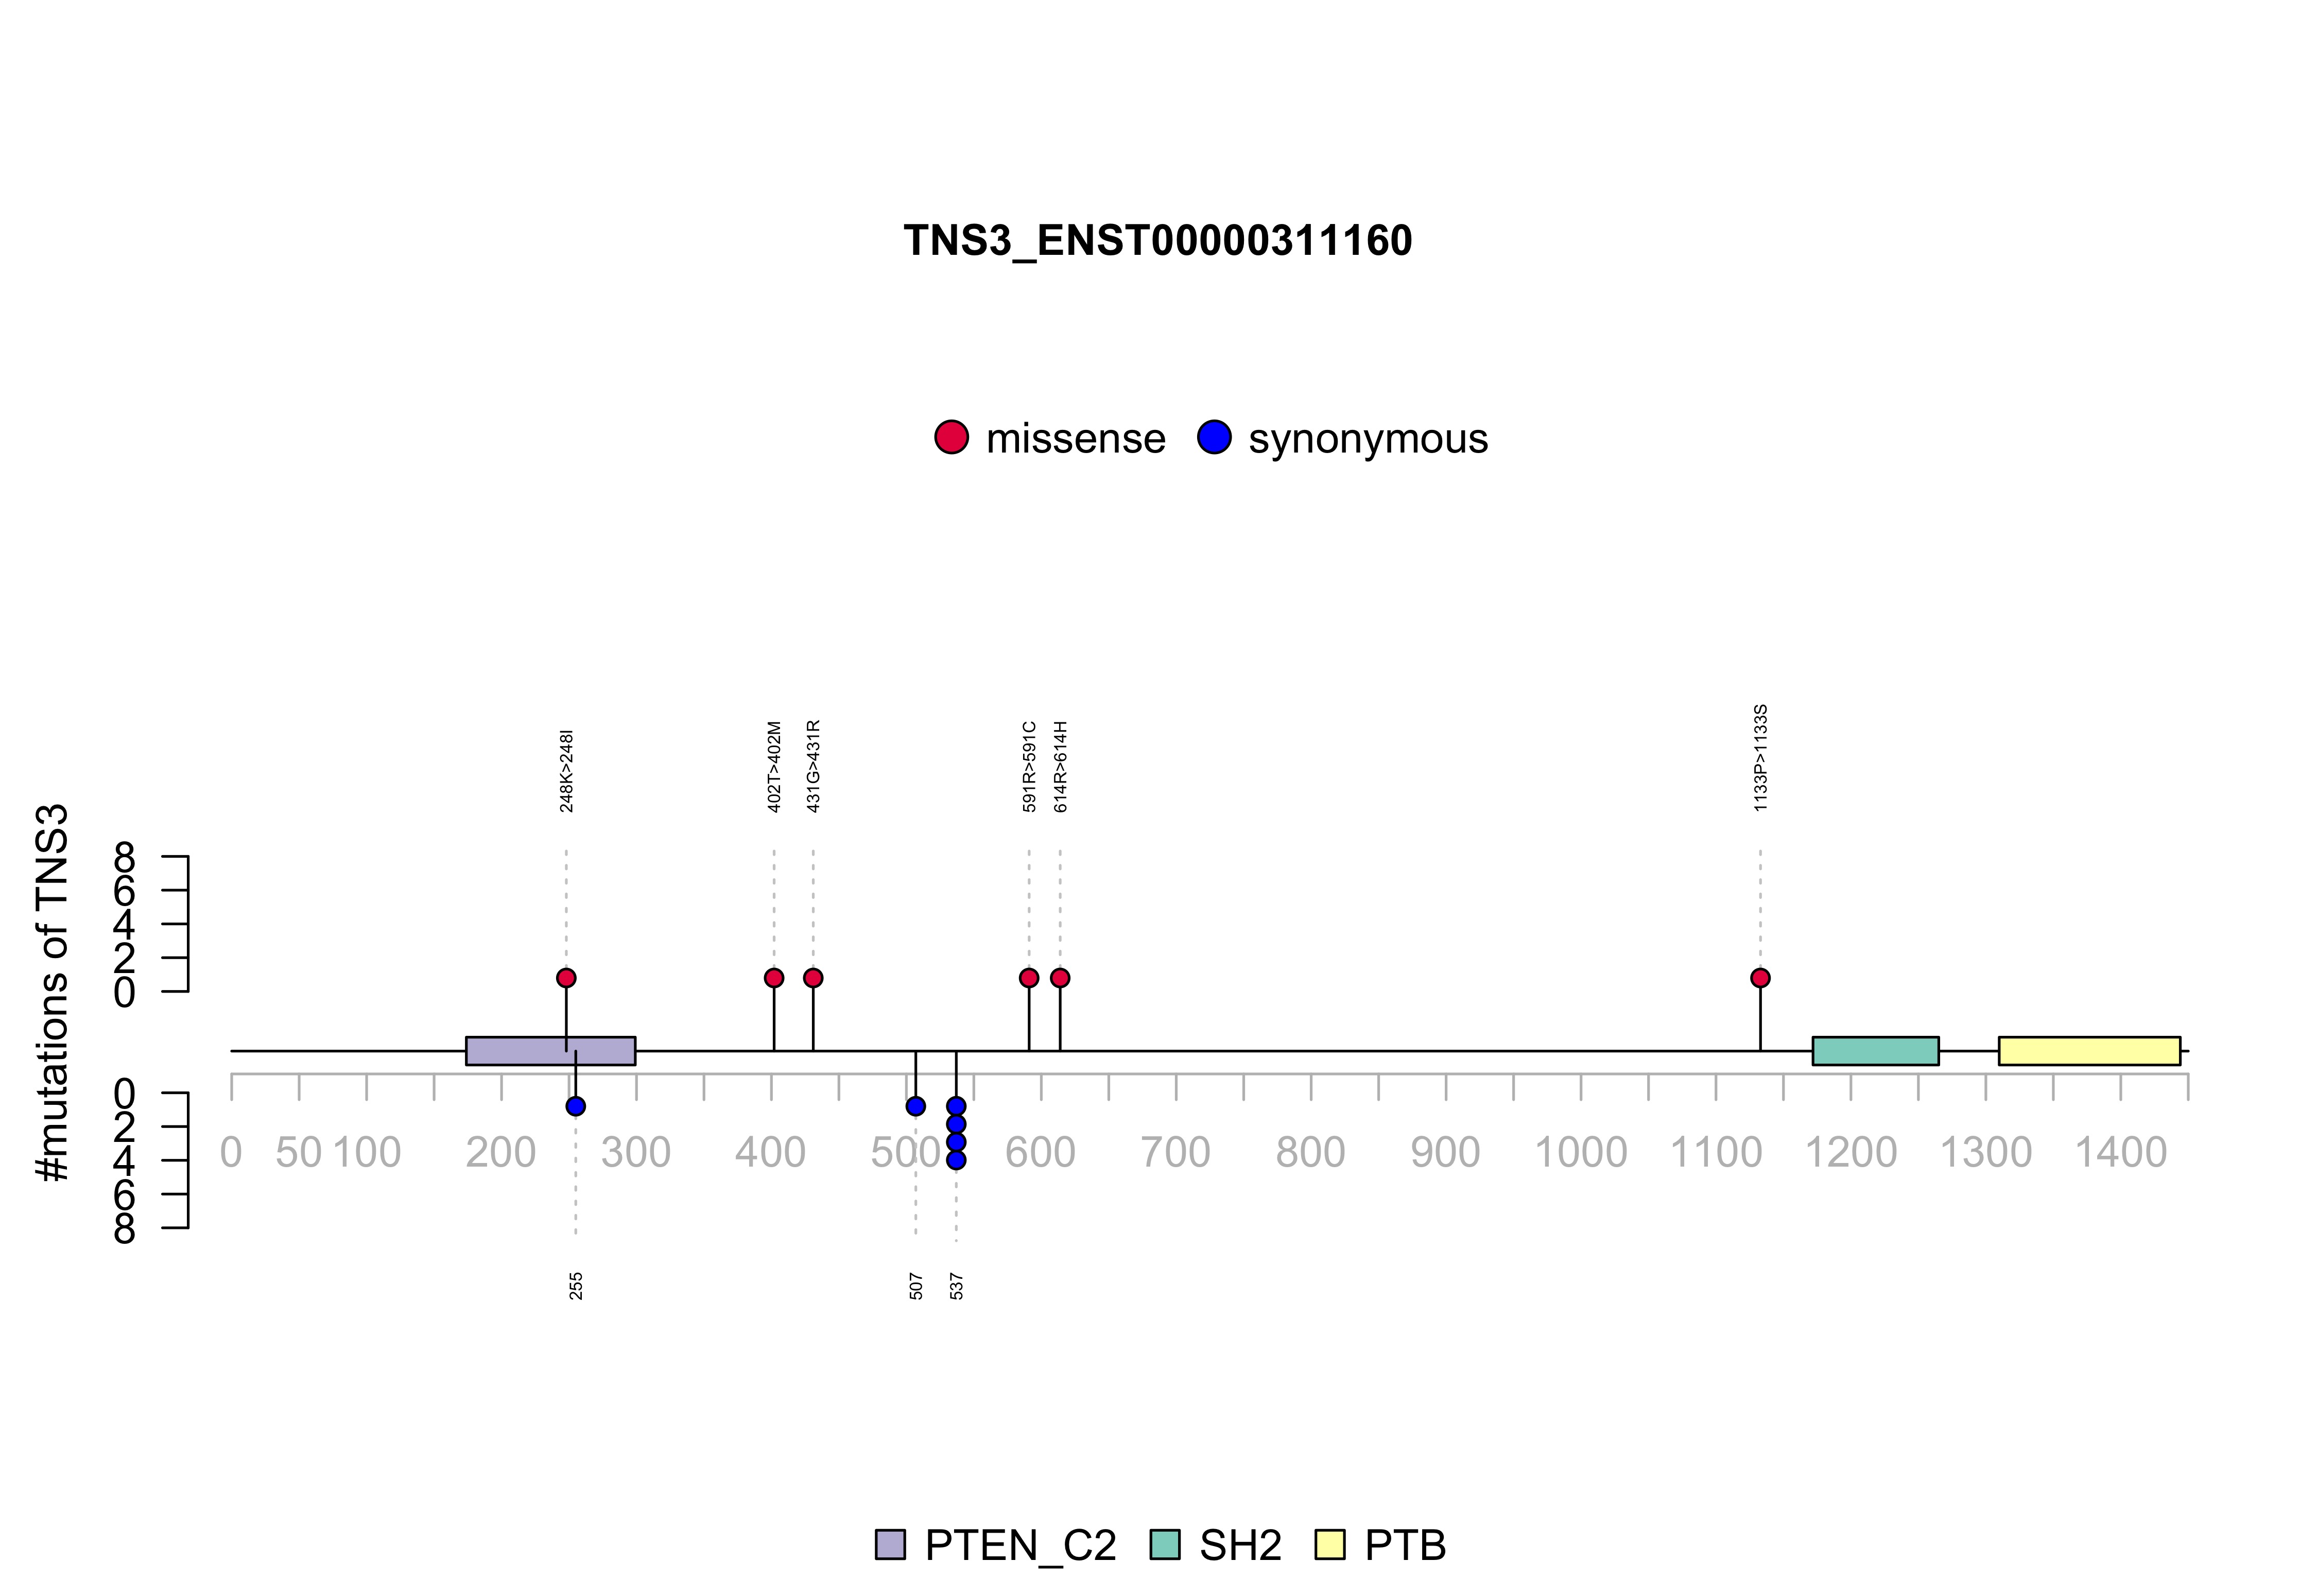 TNS3_ENST00000311160
missense synonymous
248K>248I
402T>402M
431G>431R
591R>591C
614R>614H
1133P>1133S
#mutations of TNS3
8
6
4
2
0
0
2
4
6
8
0 50 100 200 300 400 500 600 700 800 900 1000 1100 1200 1300 1400
255
507
537
PTEN_C2 SH2 PTB